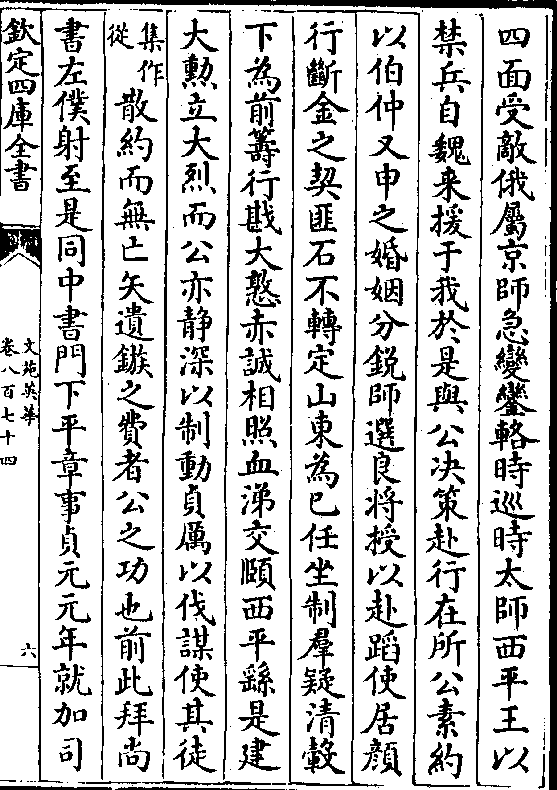 四面受敵俄屬京師急變鑾輅時巡時太師西平王以
禁兵自魏来援于我於是與公决策赴行在所公素約
以伯仲又申之婚姻分鋭師選良将授以赴蹈使居顔
行斷金之契匪石不轉定山東為已任坐制羣疑清轂
下為前籌行戡大憝赤誠相照血涕交頤西平繇是建
大勲立大烈而公亦静深以制動貞厲以伐謀使其徒
集作
從
散約而無亡矢遺鏃之費者公之功也前此拜尚
書左僕射至是同中書門下平章事貞元元年就加司
欽定四庫全書
文苑英華
卷八百七十四
六